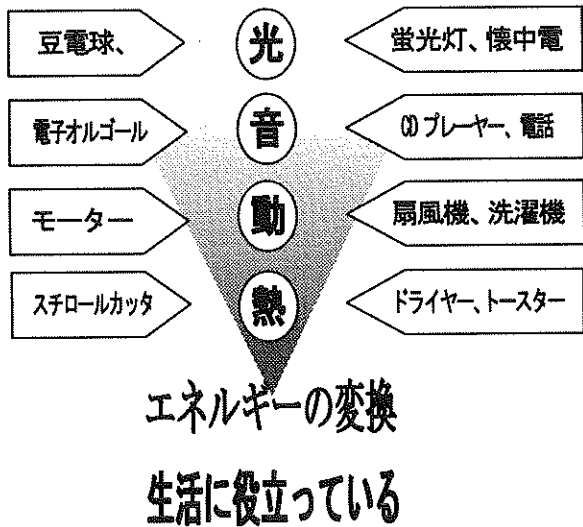 豆電球、 光 蛍光灯、懐中電
電子オルゴール 音 CDプレーヤー、電話
モーター 動 扇風機、洗濯機
スチロールカッタ 熱 ドライヤー、トースター
エネルギーの変換
生活に役立っている